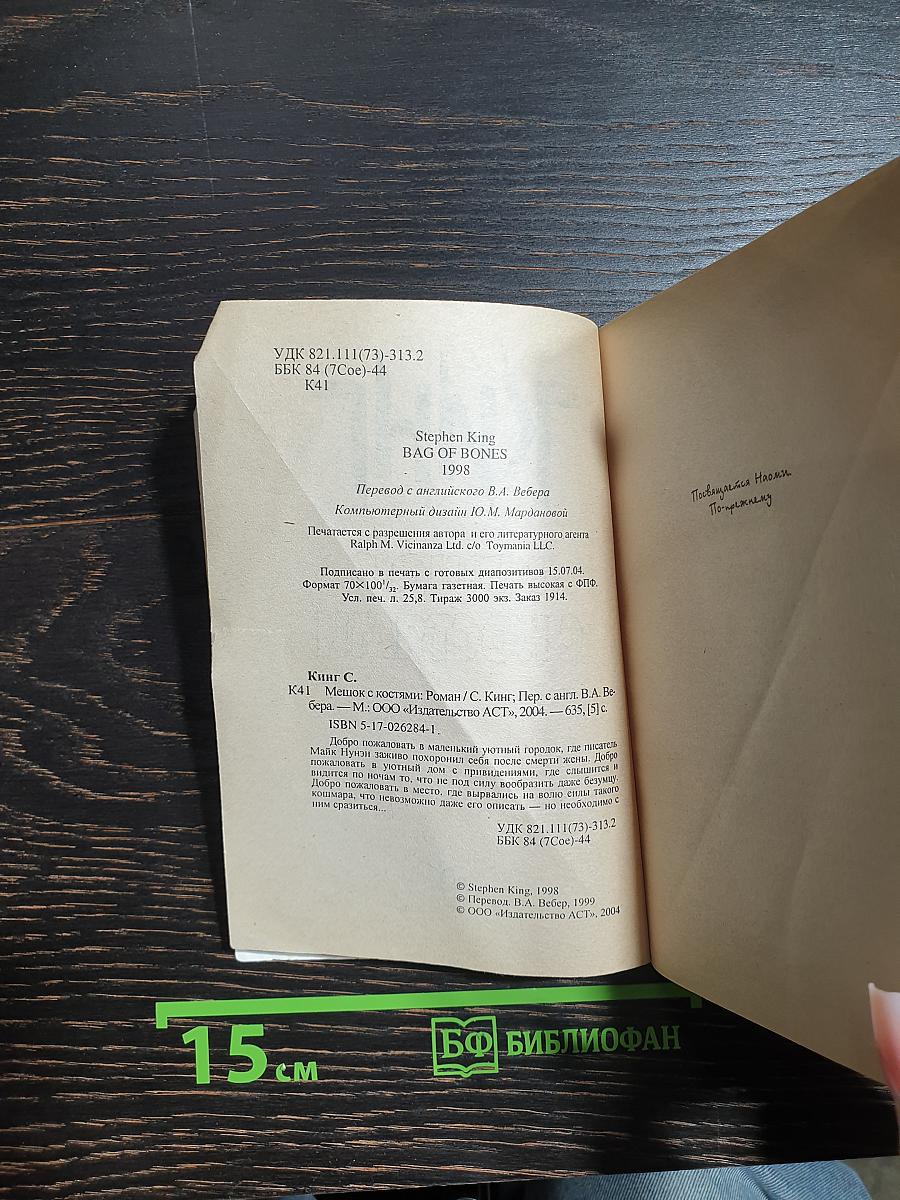 УДК 821.111(73)-313.2
ББК 84 (7Сое)-44
К41
Stephen King
BAG OF BONES
1998
Перевод с английского В.А. Вебера
Компьютерный дизайн Ю.М. Мардановой
Печатается с разрешения автора и его литературного агента
Ralph M. Vicinanza Ltd. c/o Toymania LLC.
Подписано в печать с готовых диапозитивов 15.07.04.
Формат 70×100¹/₃₂. Бумага газетная. Печать высокая с ФПФ.
Усл. печ. л. 25,8. Тираж 3000 экз. Заказ 1914.
Кинг С.
К41 Мешок с костями: Роман / С. Кинг; Пер. с англ. В.А. Ве-
бера. — М.: ООО «Издательство АСТ», 2004. — 635, [5] с.
ISBN 5-17-026284-1.
Добро пожаловать в маленький уютный городок, где писатель
Майк Нунэн заживо похоронил себя после смерти жены. Добро
пожаловать в уютный дом с привидениями, где слышится и
видится по ночам то, что не под силу вообразить даже безумцу.
Добро пожаловать в место, где вырвались на волю силы такого
кошмара, что невозможно даже его описать — но необходимо с
ним сразиться...
УДК 821.111(73)-313.2
ББК 84 (7Сое)-44
© Stephen King, 1998
© Перевод. В.А. Вебер, 1999
© ООО «Издательство АСТ», 2004
Посвящается Наоми.
По-прежнему
15 см
БФ БИБЛИОФАН